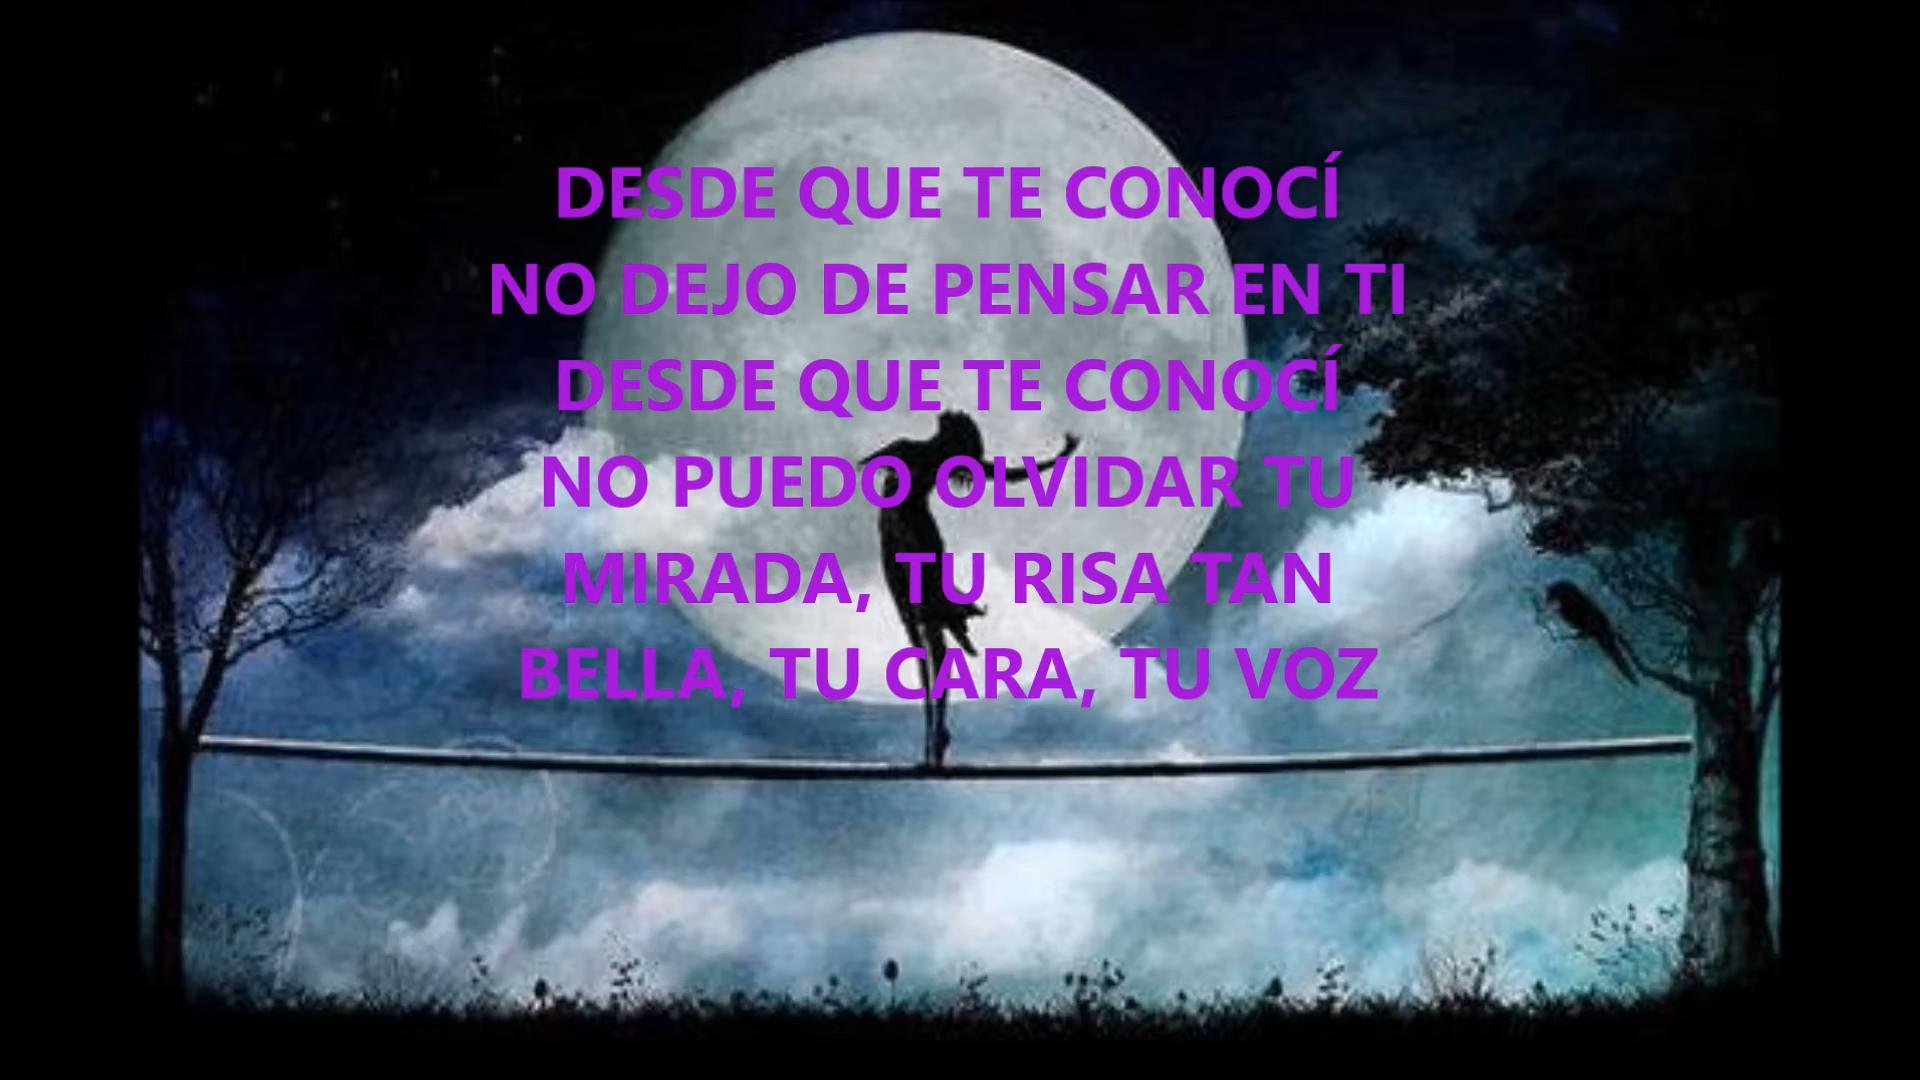 DESDE QUE TE CONOCÍ
NO DEJO DE PENSAR EN TI
DESDE QUE TE CONOCÍ
NO PUEDO OLVIDAR TU
MIRADA, TU RISA TAN
BELLA, TU CARA, TU VOZ